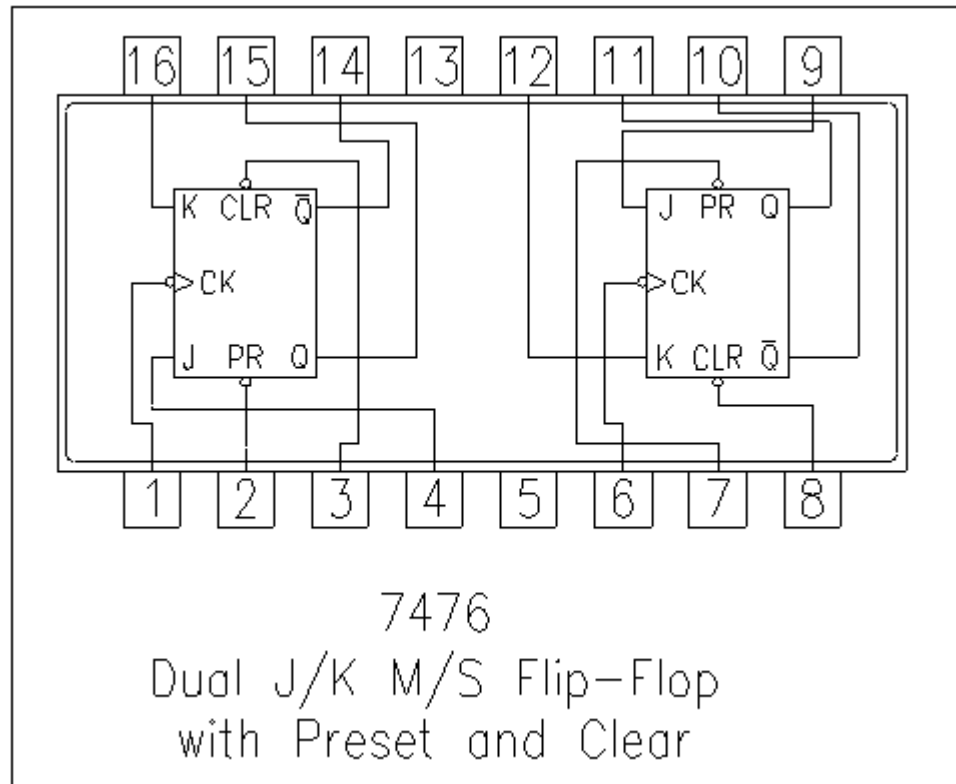 16 15 14 13 12 11 10 9
K CLR Q̅ J PR Q
CK CK
J PR Q K CLR Q̅
1 2 3 4 5 6 7 8
7476
Dual J/K M/S Flip-Flop
with Preset and Clear